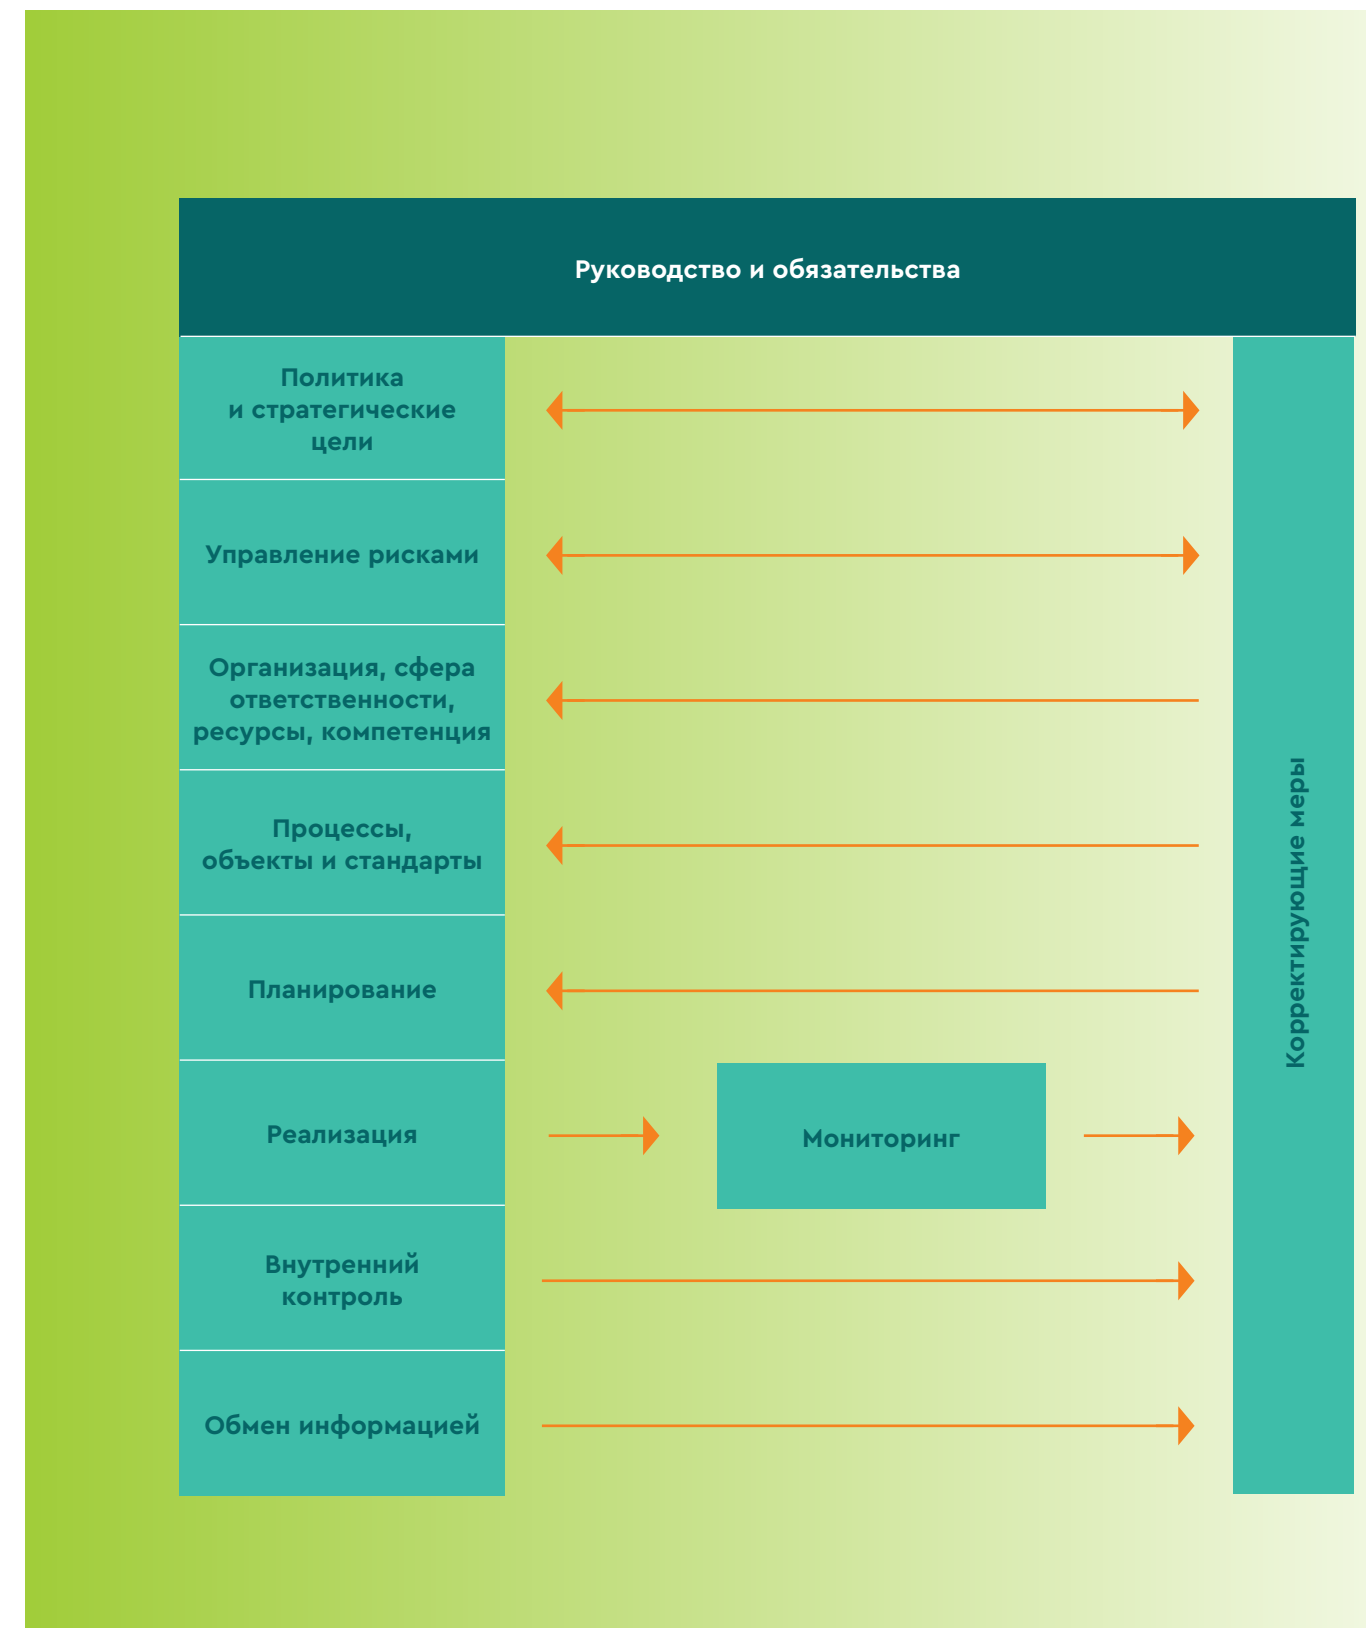 Руководство и обязательства
Политика
и стратегические
цели
Управление рисками
Организация, сфера
ответственности,
ресурсы, компетенция
Процессы,
объекты и стандарты
Планирование
Реализация
Мониторинг
Внутренний
контроль
Обмен информацией
Корректирующие меры